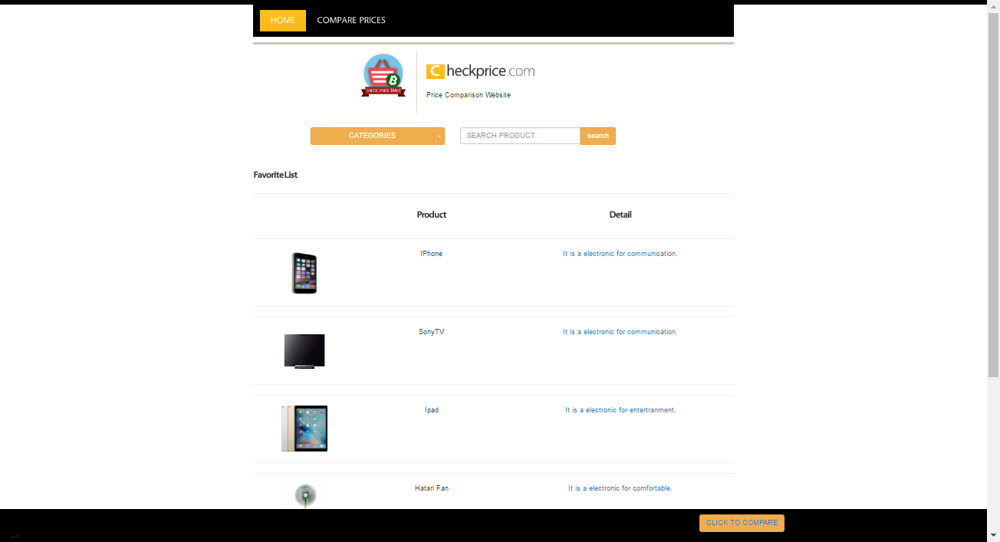 HOME COMPARE PRICES
Checkprice.com
CHECK PRICE
Price Comparison Website
CATEGORIES SEARCH PRODUCT search
FavoriteList
Product Detail
IPhone It is a electronic for communication.
SonyTV It is a electronic for communication.
Ipad It is a electronic for entertranment.
Hatari Fan It is a electronic for comfortable.
CLICK TO COMPARE
-->